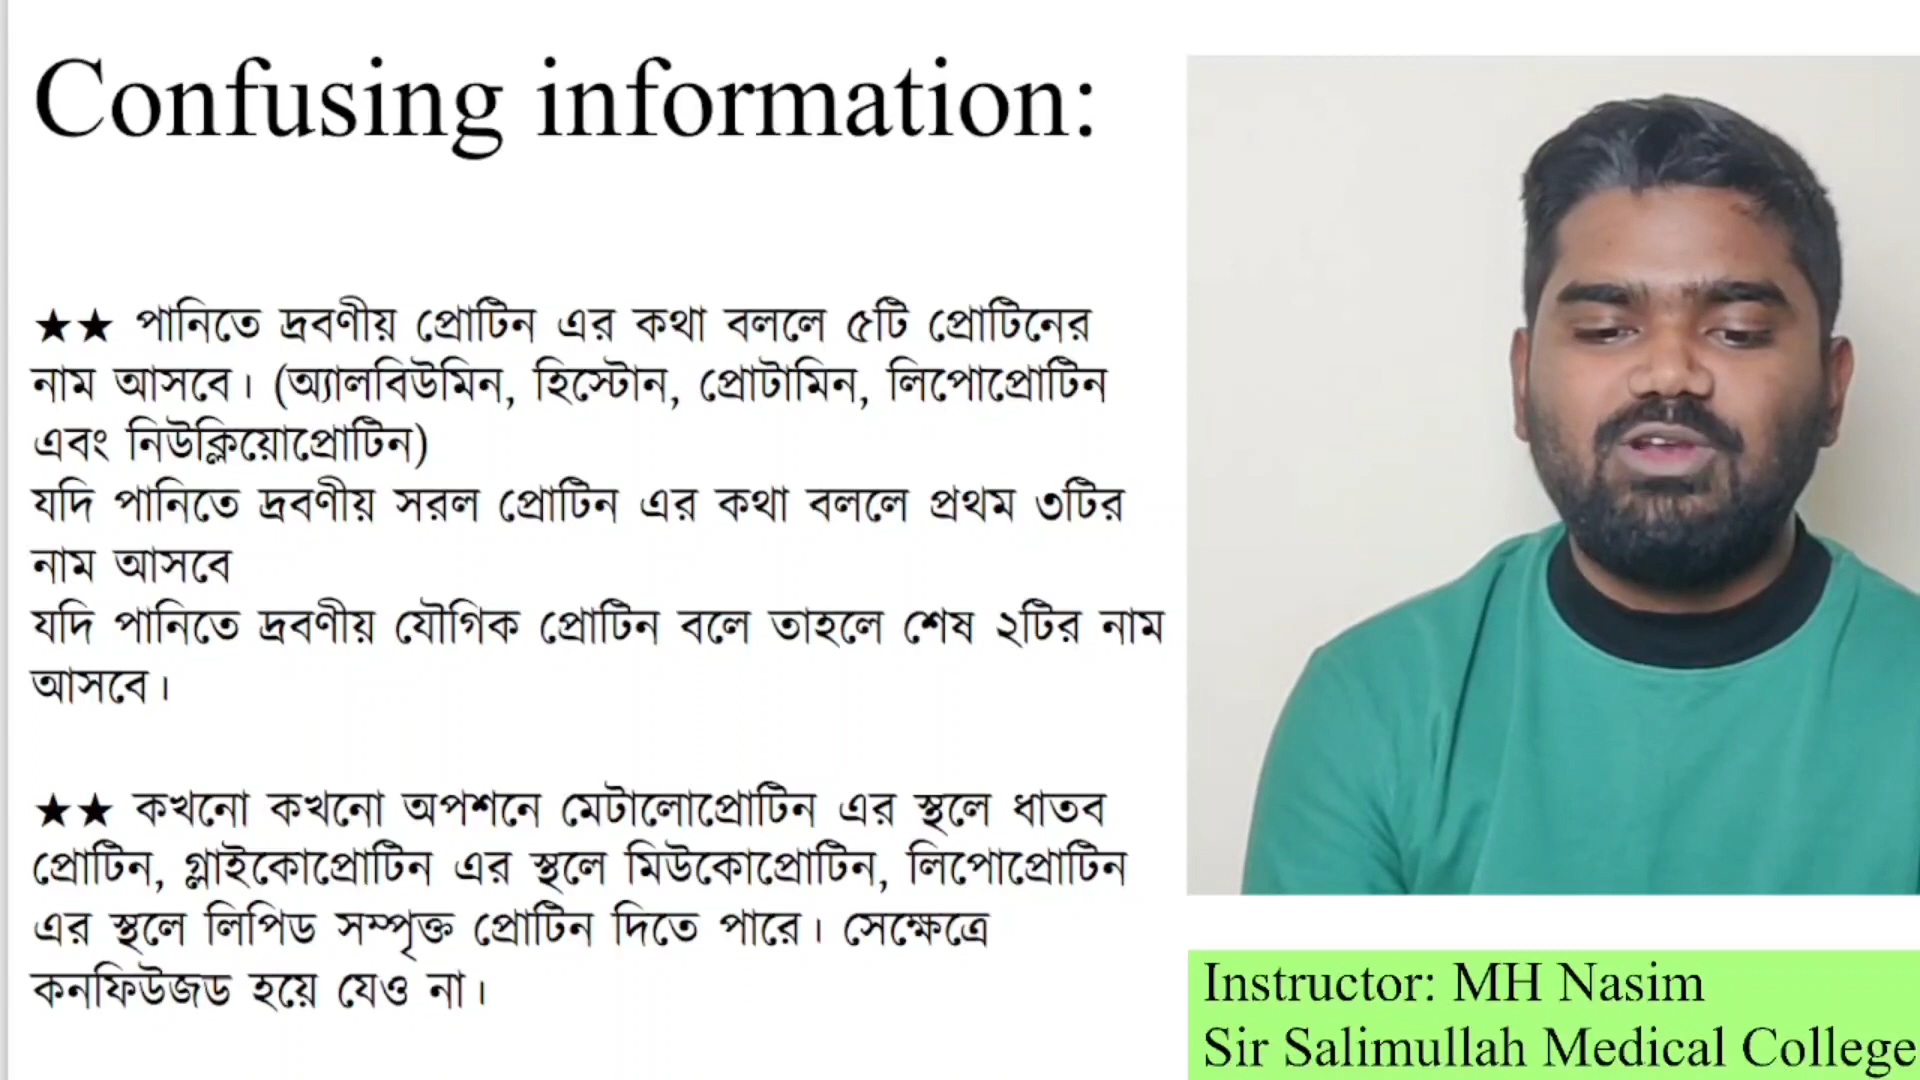 Confusing information:
★★ পানিতে দ্রবণীয় প্রোটিন এর কথা বললে ৫টি প্রোটিনের
নাম আসবে। (অ্যালবিউমিন, হিস্টোন, প্রোটামিন, লিপোপ্রোটিন
এবং নিউক্লিয়োপ্রোটিন)
যদি পানিতে দ্রবণীয় সরল প্রোটিন এর কথা বললে প্রথম ৩টির
নাম আসবে
যদি পানিতে দ্রবণীয় যৌগিক প্রোটিন বলে তাহলে শেষ ২টির নাম
আসবে।
★★ কখনো কখনো অপশনে মেটালোপ্রোটিন এর স্থলে ধাতব
প্রোটিন, গ্লাইকোপ্রোটিন এর স্থলে মিউকোপ্রোটিন, লিপোপ্রোটিন
এর স্থলে লিপিড সম্পৃক্ত প্রোটিন দিতে পারে। সেক্ষেত্রে
কনফিউজড হয়ে যেও না।
Instructor: MH Nasim
Sir Salimullah Medical College